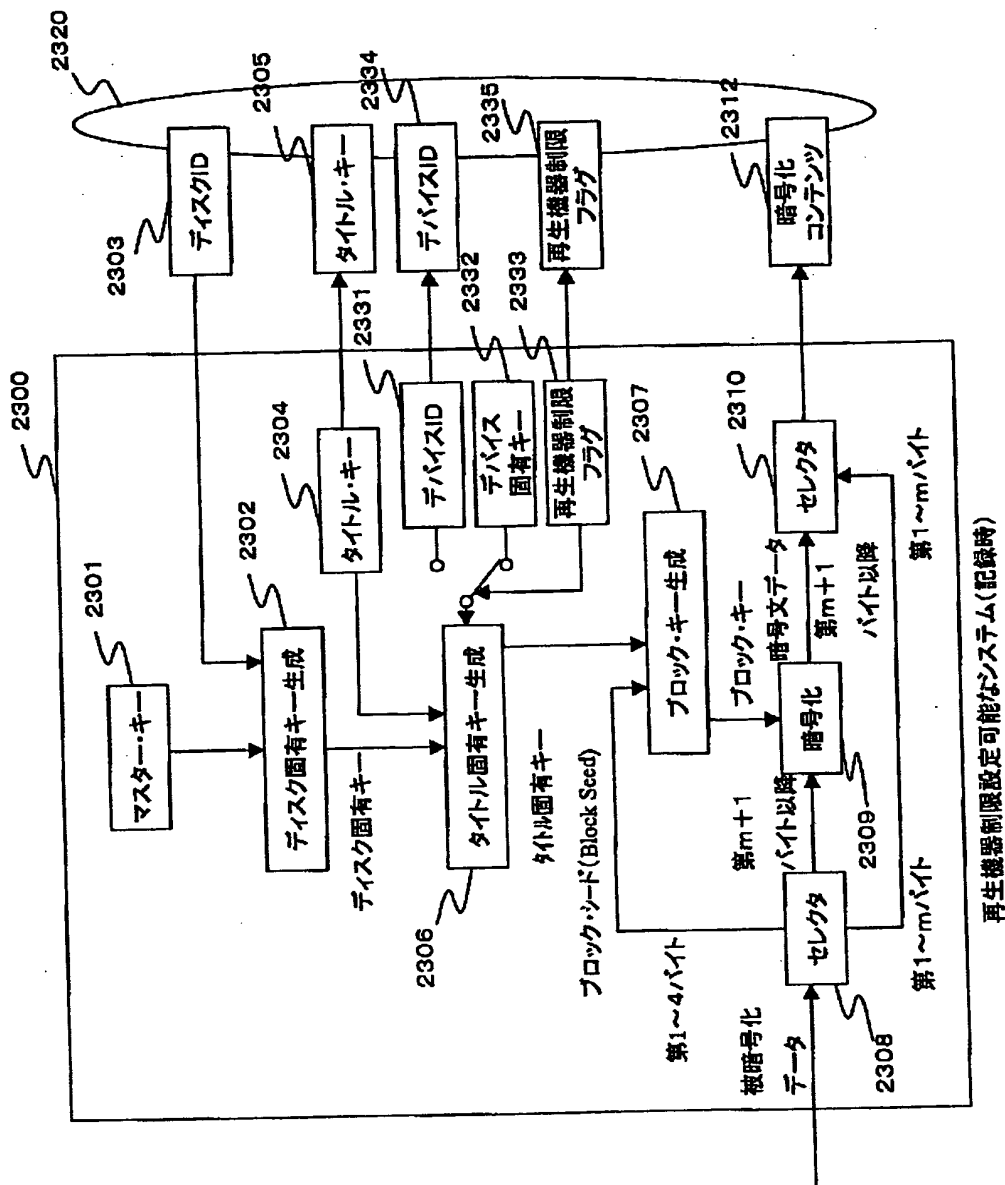 2300
2320
2301
マスター・キー
2302
ディスク固有キー生成
ディスク固有キー
2303
ディスクID
2304
タイトル・キー
2305
タイトル・キー
2306
タイトル固有キー生成
タイトル固有キー
2331
デバイスID
2334
デバイスID
2332
デバイス
固有キー
2333
再生機器制限
フラグ
2335
再生機器制限
フラグ
ブロック・シード(Block Seed)
第1~4バイト
2307
ブロック・キー生成
ブロック・キー
被暗号化
データ
セレクタ
2308
第m+1
バイト以降
暗号化
2309
暗号文データ
第m+1
バイト以降
2310
セレクタ
第1~mバイト
第1~mバイト
2312
暗号化
コンテンツ
再生機器制限設定可能なシステム(記録時)